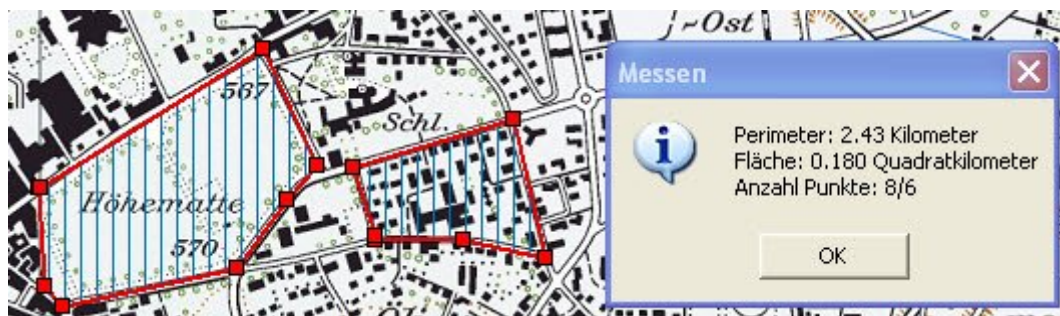 Ost
567
Schl.
Höhematte
570
Messen
Perimeter: 2.43 Kilometer
Fläche: 0.180 Quadratkilometer
Anzahl Punkte: 8/6
OK